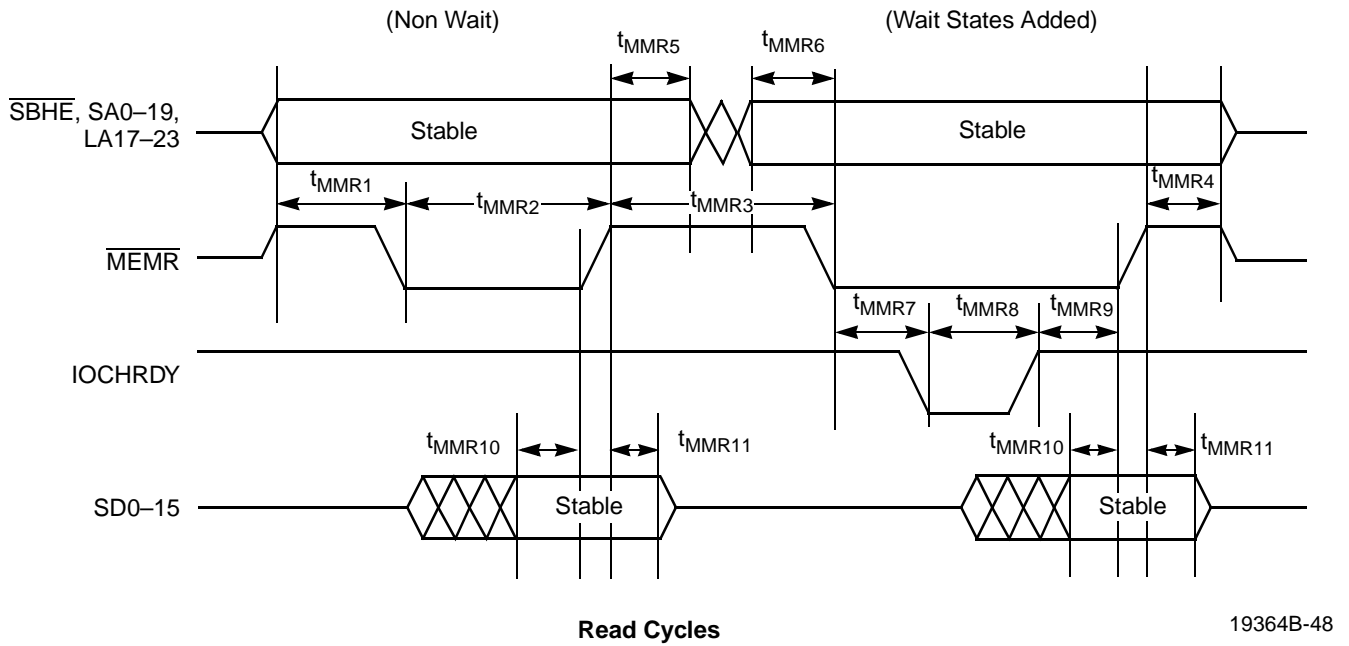 (Non Wait)
(Wait States Added)
tMMR5
tMMR6
SBHE, SA0–19,
LA17–23
Stable
Stable
tMMR1
tMMR2
tMMR3
tMMR4
MEMR
tMMR7
tMMR8
tMMR9
IOCHRDY
tMMR10
tMMR11
tMMR10
tMMR11
SD0–15
Stable
Stable
Read Cycles
19364B-48